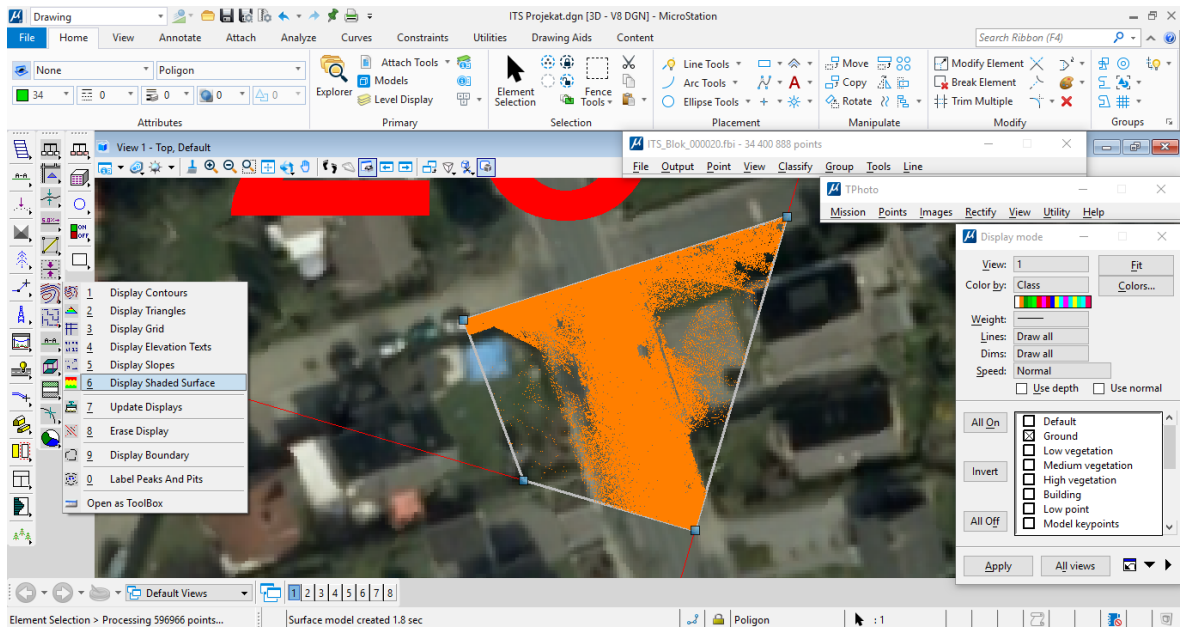 Drawing
ITS Projekat.dgn [3D - V8 DGN] - MicroStation
File Home View Annotate Attach Analyze Curves Constraints Utilities Drawing Aids Content Search Ribbon (F4)
None Polygon
34 0 0 0 0
Attributes
Explorer
Attach Tools
Models
Level Display
Primary
Element Selection
Fence Tools
Selection
Line Tools
Arc Tools
Ellipse Tools
Placement
Move
Copy
Rotate
Manipulate
Modify Element
Break Element
Trim Multiple
Modify
Groups
View 1 - Top, Default
ITS_Blok_000020.fbi - 34 400 888 points
File Output Point View Classify Group Tools Line
TPhoto
Mission Points Images Rectify View Utility Help
Display mode
View: 1 Fit
Color by: Class Colors...
Weight:
Lines: Draw all
Dims: Draw all
Speed: Normal
Use depth Use normal
All On
Invert
All Off
Default
Ground
Low vegetation
Medium vegetation
High vegetation
Building
Low point
Model keypoints
Apply All views
ON
OFF
1 Display Contours
2 Display Triangles
3 Display Grid
4 Display Elevation Texts
5 Display Slopes
6 Display Shaded Surface
7 Update Displays
8 Erase Display
9 Display Boundary
0 Label Peaks And Pits
Open as ToolBox
Default Views 1 2 3 4 5 6 7 8
Element Selection > Processing 596966 points... Surface model created 1.8 sec Poligon : 1